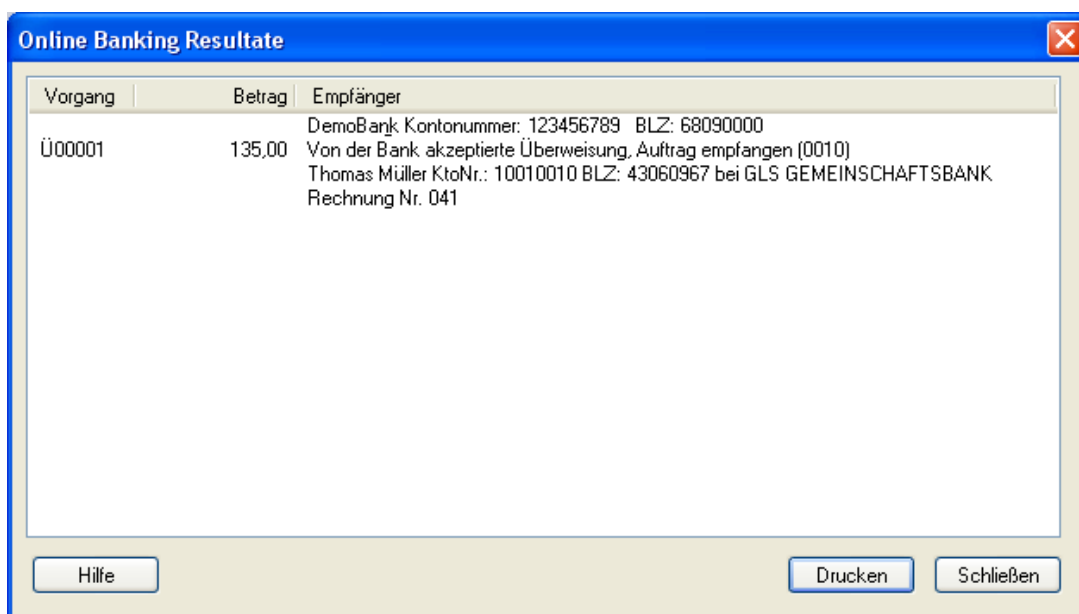 Online Banking Resultate
Vorgang Betrag Empfänger
DemoBank Kontonummer: 123456789 BLZ: 68090000
Ü00001 135,00 Von der Bank akzeptierte Überweisung, Auftrag empfangen (0010)
Thomas Müller KtoNr.: 10010010 BLZ: 43060967 bei GLS GEMEINSCHAFTSBANK
Rechnung Nr. 041
Hilfe Drucken Schließen